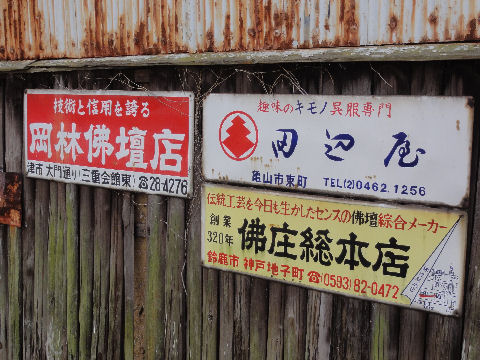 技術と信用を誇る
岡林佛壇店
津市 大門通り(三重会館東)☎28-4276
趣味のキモノ呉服専門
田辺屋
亀山市東町 TEL(2)0462.1256
伝統工芸を今日も生かしたセンスの佛壇綜合メーカー
創業
320年
佛庄総本店
鈴鹿市 神戸地子町☎(0593)82-0472